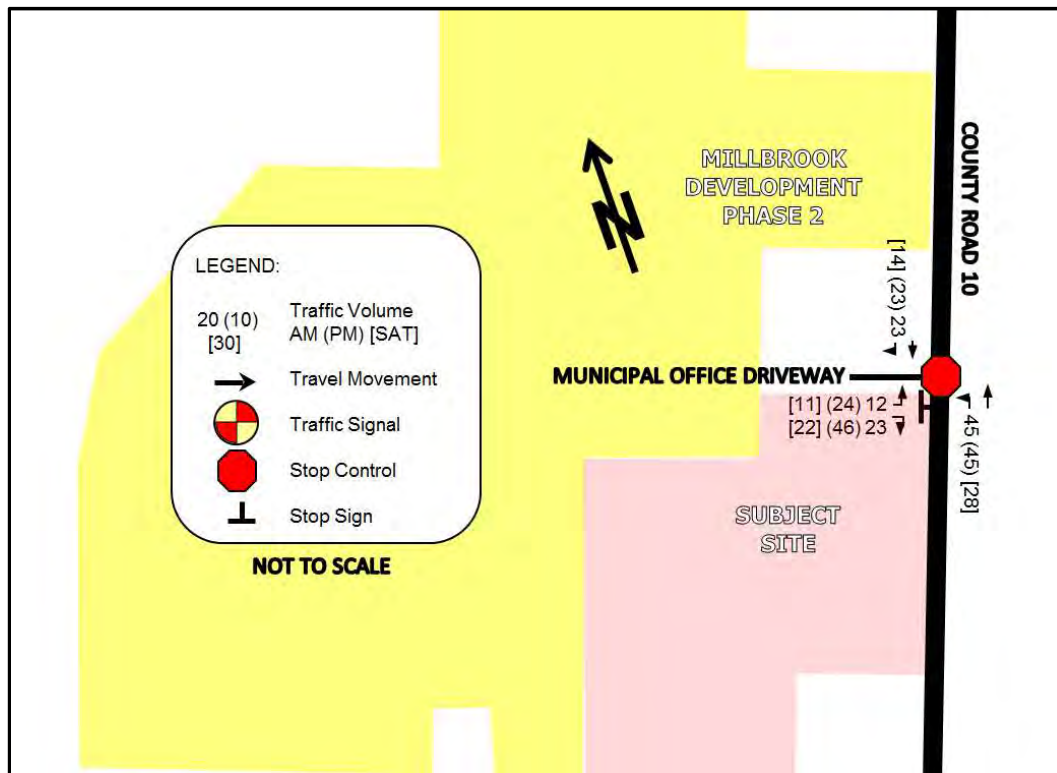 MILLBROOK
DEVELOPMENT
PHASE 2
COUNTY ROAD 10
LEGEND:
20 (10)
[30]
Traffic Volume
AM (PM) [SAT]
Travel Movement
Traffic Signal
Stop Control
Stop Sign
NOT TO SCALE
N
[14] (23) 23
MUNICIPAL OFFICE DRIVEWAY
[11] (24) 12
[22] (46) 23
45 (45) [28]
SUBJECT
SITE